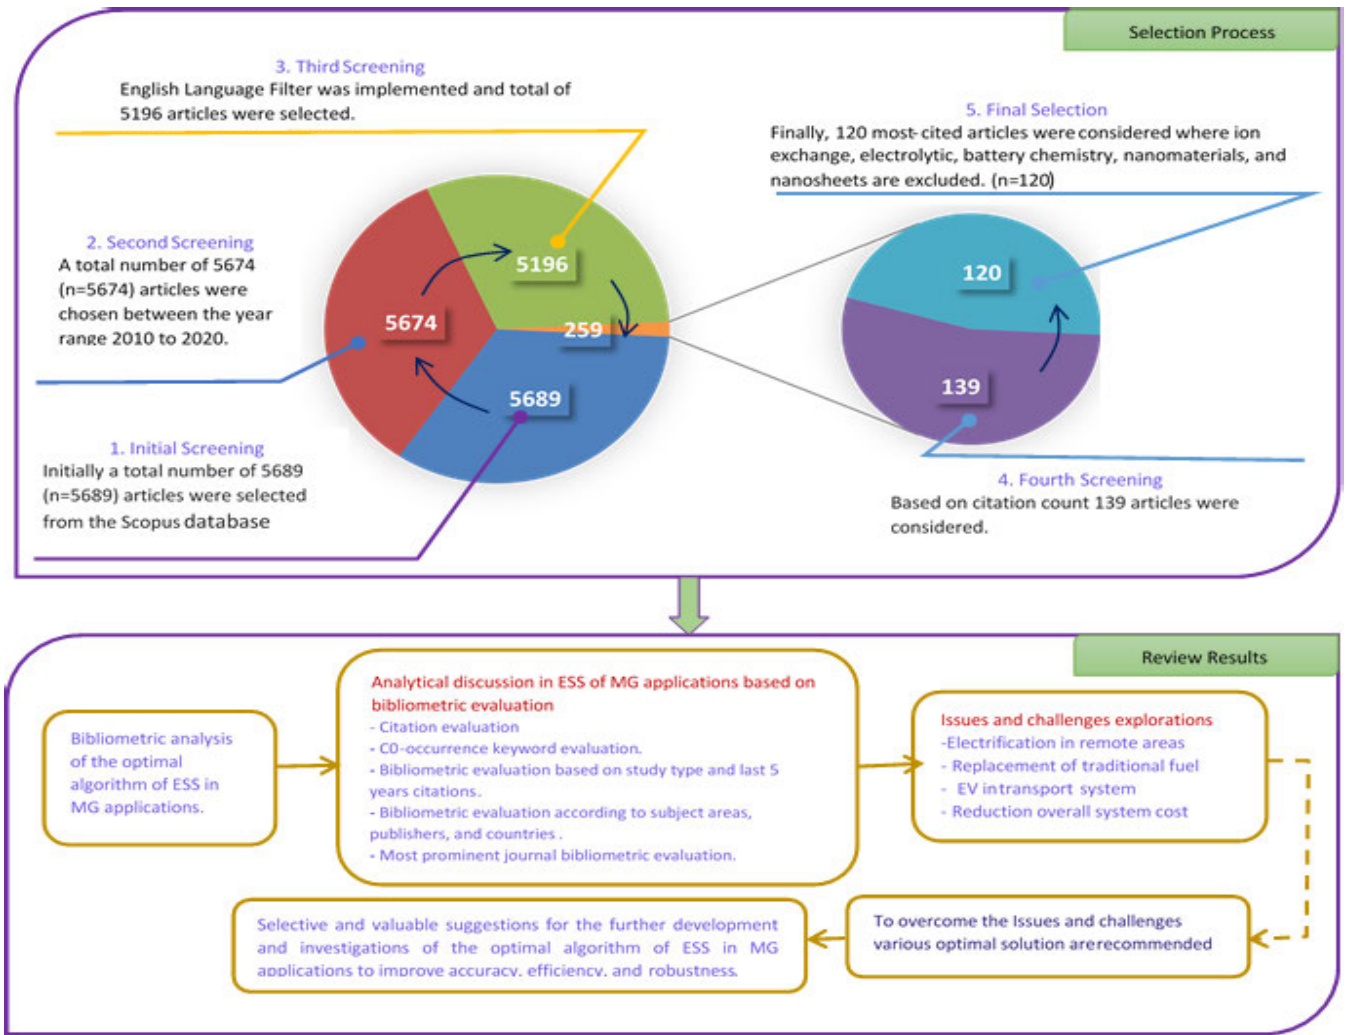 Selection Process
3. Third Screening
English Language Filter was implemented and total of
5196 articles were selected.
5. Final Selection
Finally, 120 most-cited articles were considered where ion
exchange, electrolytic, battery chemistry, nanomaterials, and
nanosheets are excluded. (n=120)
2. Second Screening
A total number of 5674
(n=5674) articles were
chosen between the year
range 2010 to 2020.
5196
5674
259
5689
120
139
1. Initial Screening
Initially a total number of 5689
(n=5689) articles were selected
from the Scopus database
4. Fourth Screening
Based on citation count 139 articles were
considered.
Review Results
Bibliometric analysis
of the optimal
algorithm of ESS in
MG applications.
Analytical discussion in ESS of MG applications based on
bibliometric evaluation
- Citation evaluation
- C0-occurrence keyword evaluation.
- Bibliometric evaluation based on study type and last 5
years citations.
- Bibliometric evaluation according to subject areas,
publishers, and countries .
- Most prominent journal bibliometric evaluation.
Issues and challenges explorations
-Electrification in remote areas
- Replacement of traditional fuel
- EV in transport system
- Reduction overall system cost
To overcome the Issues and challenges
various optimal solution are recommended
Selective and valuable suggestions for the further development
and investigations of the optimal algorithm of ESS in MG
applications to improve accuracy, efficiency, and robustness.